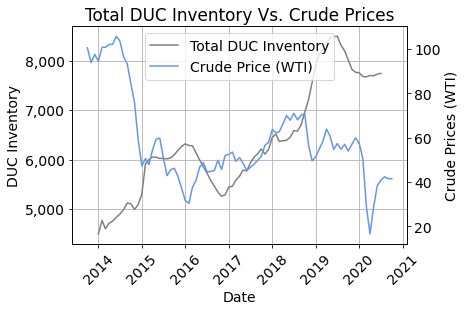 Total DUC Inventory Vs. Crude Prices
Total DUC Inventory
Crude Price (WTI)
DUC Inventory
8,000
7,000
6,000
5,000
100
80
60
40
20
Crude Prices (WTI)
2014
2015
2016
2017
2018
2019
2020
2021
Date